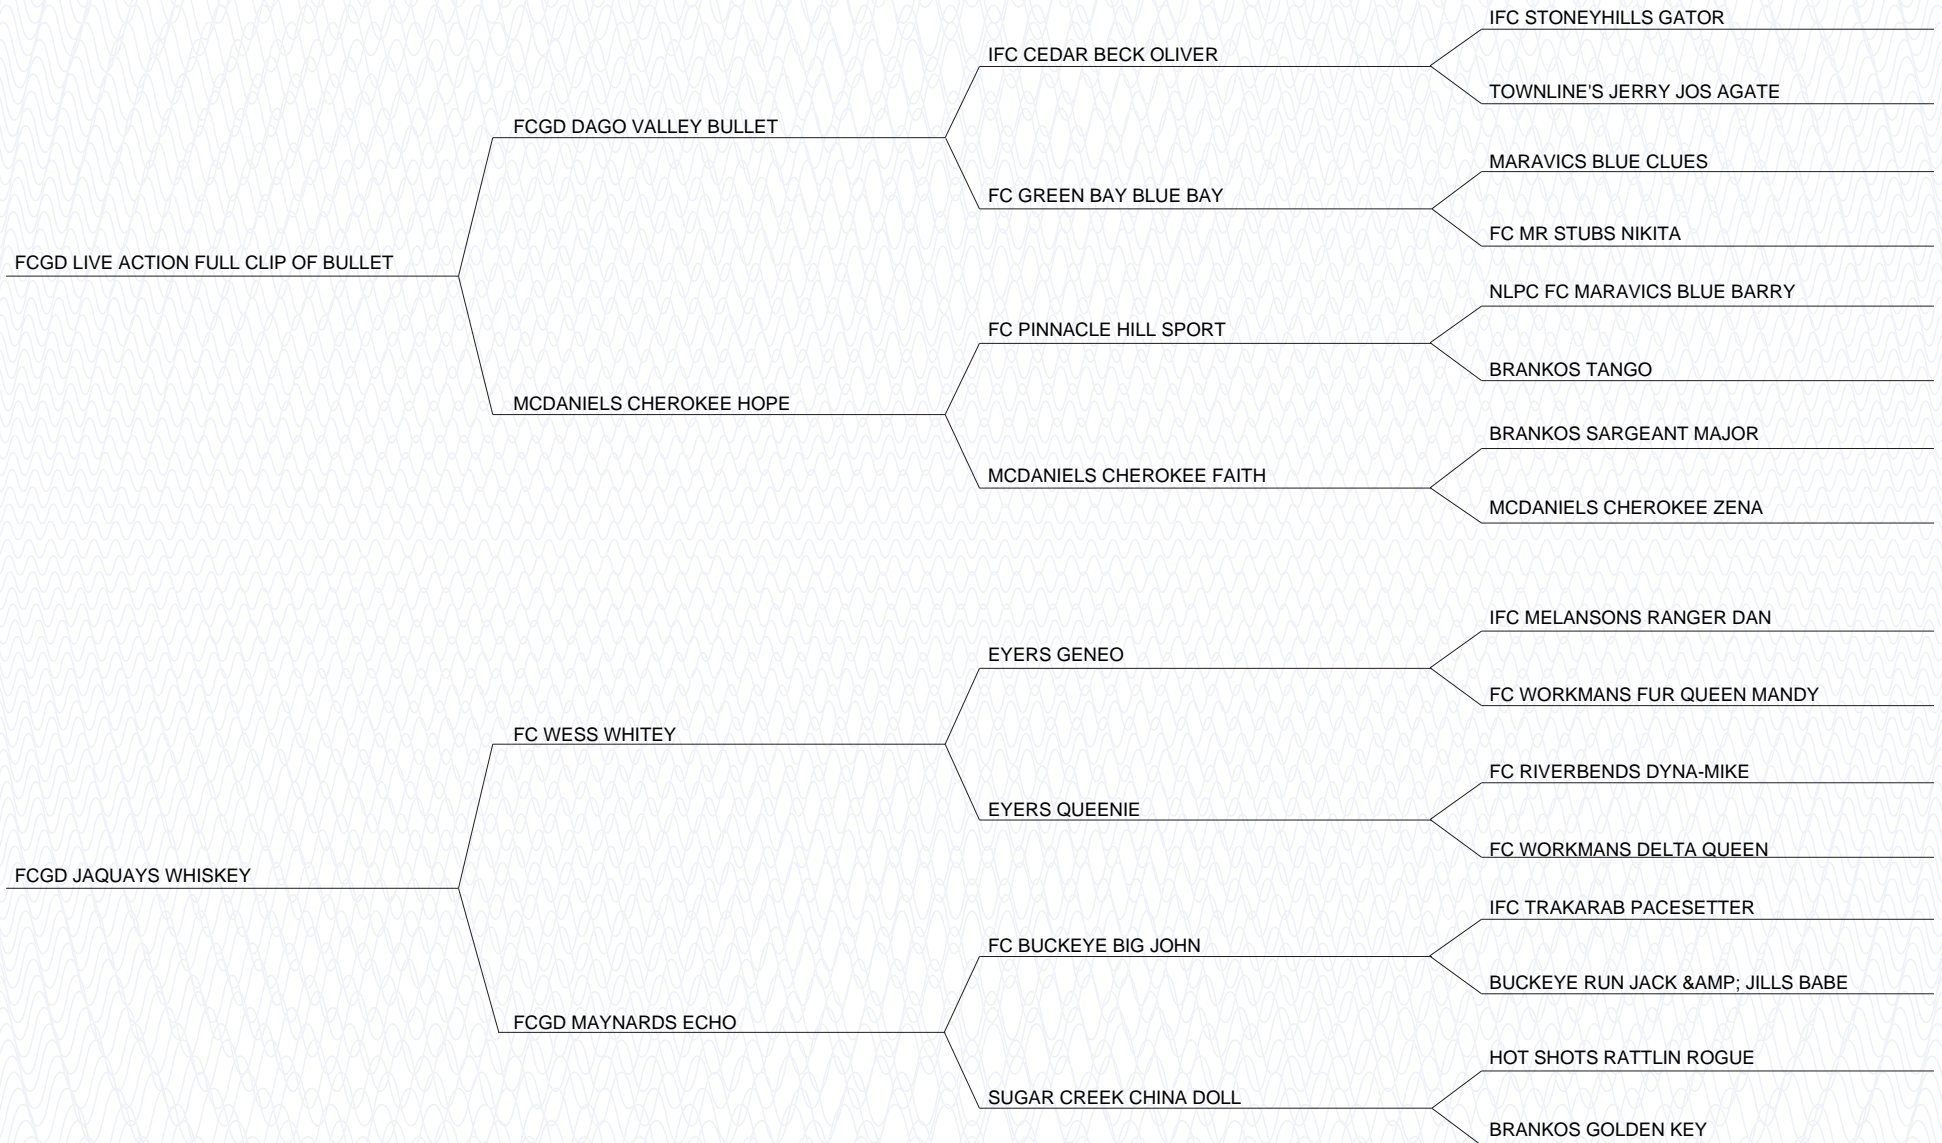 IFC STONEYHILLS GATOR
IFC CEDAR BECK OLIVER
TOWNLINE'S JERRY JOS AGATE
FCGD DAGO VALLEY BULLET
MARAVICS BLUE CLUES
FC GREEN BAY BLUE BAY
FC MR STUBS NIKITA
FCGD LIVE ACTION FULL CLIP OF BULLET
NLPC FC MARAVICS BLUE BARRY
FC PINNACLE HILL SPORT
BRANKOS TANGO
MCDANIELS CHEROKEE HOPE
BRANKOS SARGEANT MAJOR
MCDANIELS CHEROKEE FAITH
MCDANIELS CHEROKEE ZENA
IFC MELANSONS RANGER DAN
EYERS GENEO
FC WORKMANS FUR QUEEN MANDY
FC WESS WHITEY
FC RIVERBENDS DYNA-MIKE
EYERS QUEENIE
FC WORKMANS DELTA QUEEN
FCGD JAQUAYS WHISKEY
IFC TRAKARAB PACESETTER
FC BUCKEYE BIG JOHN
BUCKEYE RUN JACK &AMP; JILLS BABE
FCGD MAYNARDS ECHO
HOT SHOTS RATTLIN ROGUE
SUGAR CREEK CHINA DOLL
BRANKOS GOLDEN KEY